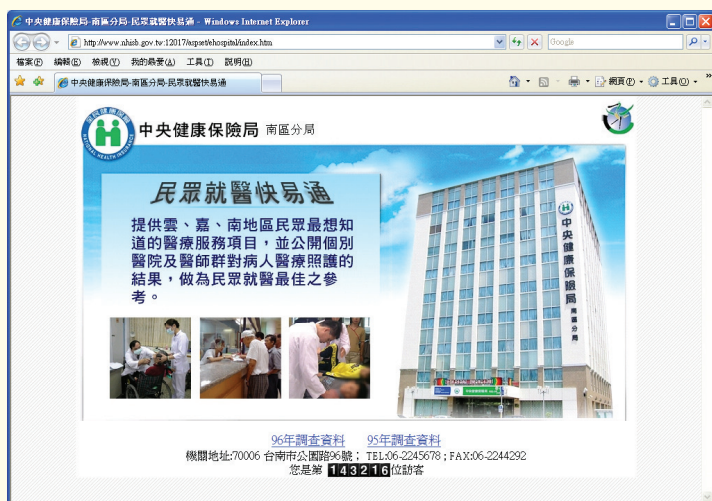 中央健康保險局-南區分局-民眾就醫快易通 - Windows Internet Explorer
http://www.nhisb.gov.tw:12017/aspset/ehospital/index.htm
Google
檔案(F) 編輯(E) 檢視(V) 我的最愛(A) 工具(T) 說明(H)
中央健康保險局-南區分局-民眾就醫快易通
網頁(P) 工具(O)
中央健康保險局 南區分局
NATIONAL HEALTH INSURANCE
民眾就醫快易通
提供雲、嘉、南地區民眾最想知
道的醫療服務項目，並公開個別
醫院及醫師群對病人醫療照護的
結果，做為民眾就醫最佳之參
考。
中央健康保險局 南區分局
96年調查資料 95年調查資料
機關地址:70006 台南市公園路96號； TEL:06-2245678 ; FAX:06-2244292
您是第 143216 位訪客